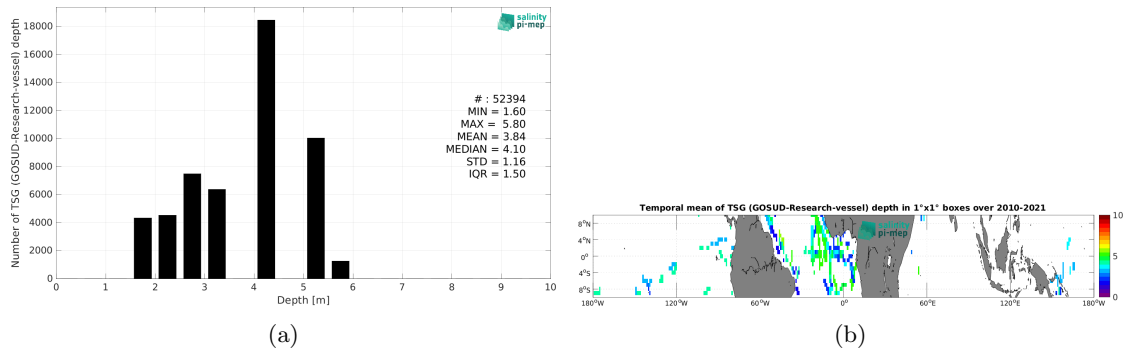 18000
16000
14000
12000
10000
8000
6000
4000
2000
0
Number of TSG (GOSUD-Research-vessel) depth
salinity
pi-mep
# : 52394
MIN = 1.60
MAX = 5.80
MEAN = 3.84
MEDIAN = 4.10
STD = 1.16
IQR = 1.50
0 1 2 3 4 5 6 7 8 9 10
Depth [m]
(a)
Temporal mean of TSG (GOSUD-Research-vessel) depth in 1°x1° boxes over 2010-2021
8°N
4°N
0°
4°S
8°S
salinity
pi-mep
180°W 120°W 60°W 0° 60°E 120°E 180°W
10
5
0
(b)